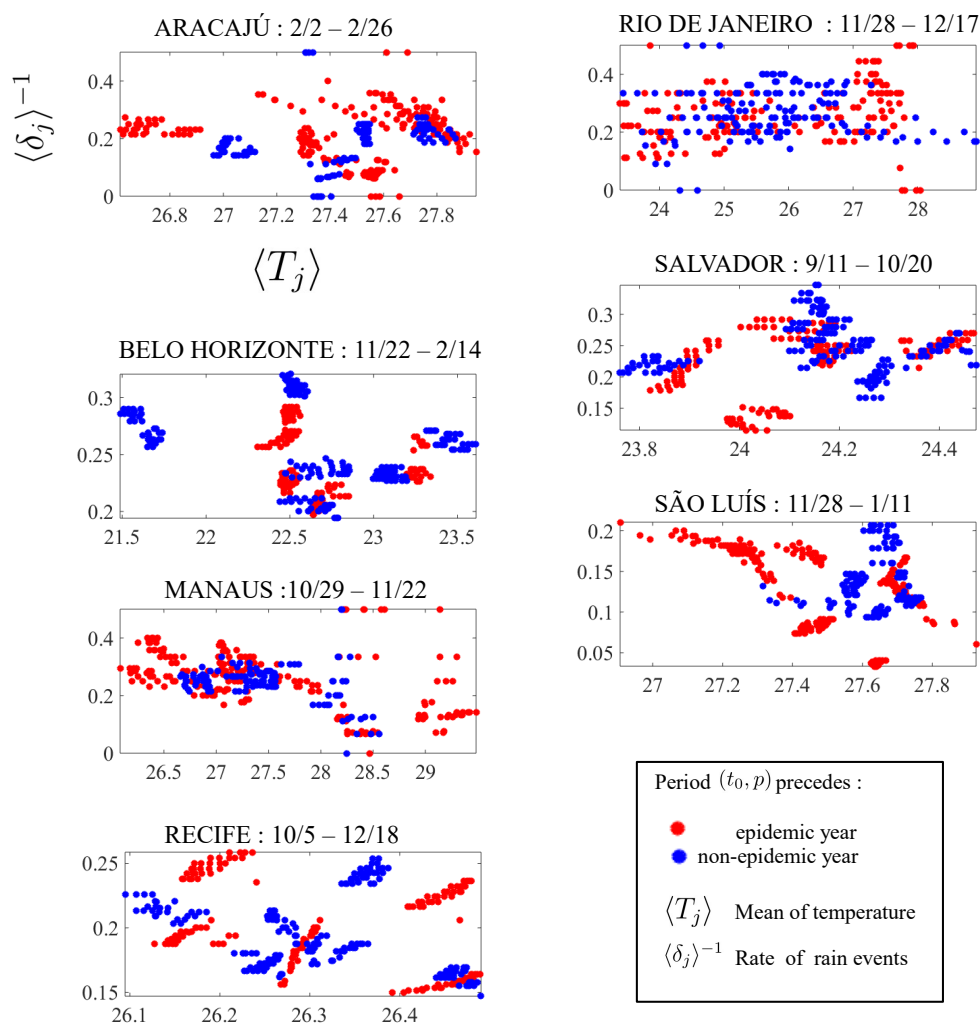 ARACAJÚ : 2/2 – 2/26
⟨δj⟩−1
0.4
0.2
0
26.8 27 27.2 27.4 27.6 27.8
⟨Tj⟩
BELO HORIZONTE : 11/22 – 2/14
0.3
0.25
0.2
21.5 22 22.5 23 23.5
MANAUS :10/29 – 11/22
0.4
0.2
0
26.5 27 27.5 28 28.5 29
RECIFE : 10/5 – 12/18
0.25
0.2
0.15
26.1 26.2 26.3 26.4
RIO DE JANEIRO : 11/28 – 12/17
0.4
0.2
0
24 25 26 27 28
SALVADOR : 9/11 – 10/20
0.3
0.25
0.2
0.15
23.8 24 24.2 24.4
SÃO LUÍS : 11/28 – 1/11
0.2
0.15
0.1
0.05
27 27.2 27.4 27.6 27.8
Period (t0, p) precedes :
epidemic year
non-epidemic year
⟨Tj⟩ Mean of temperature
⟨δj⟩−1 Rate of rain events